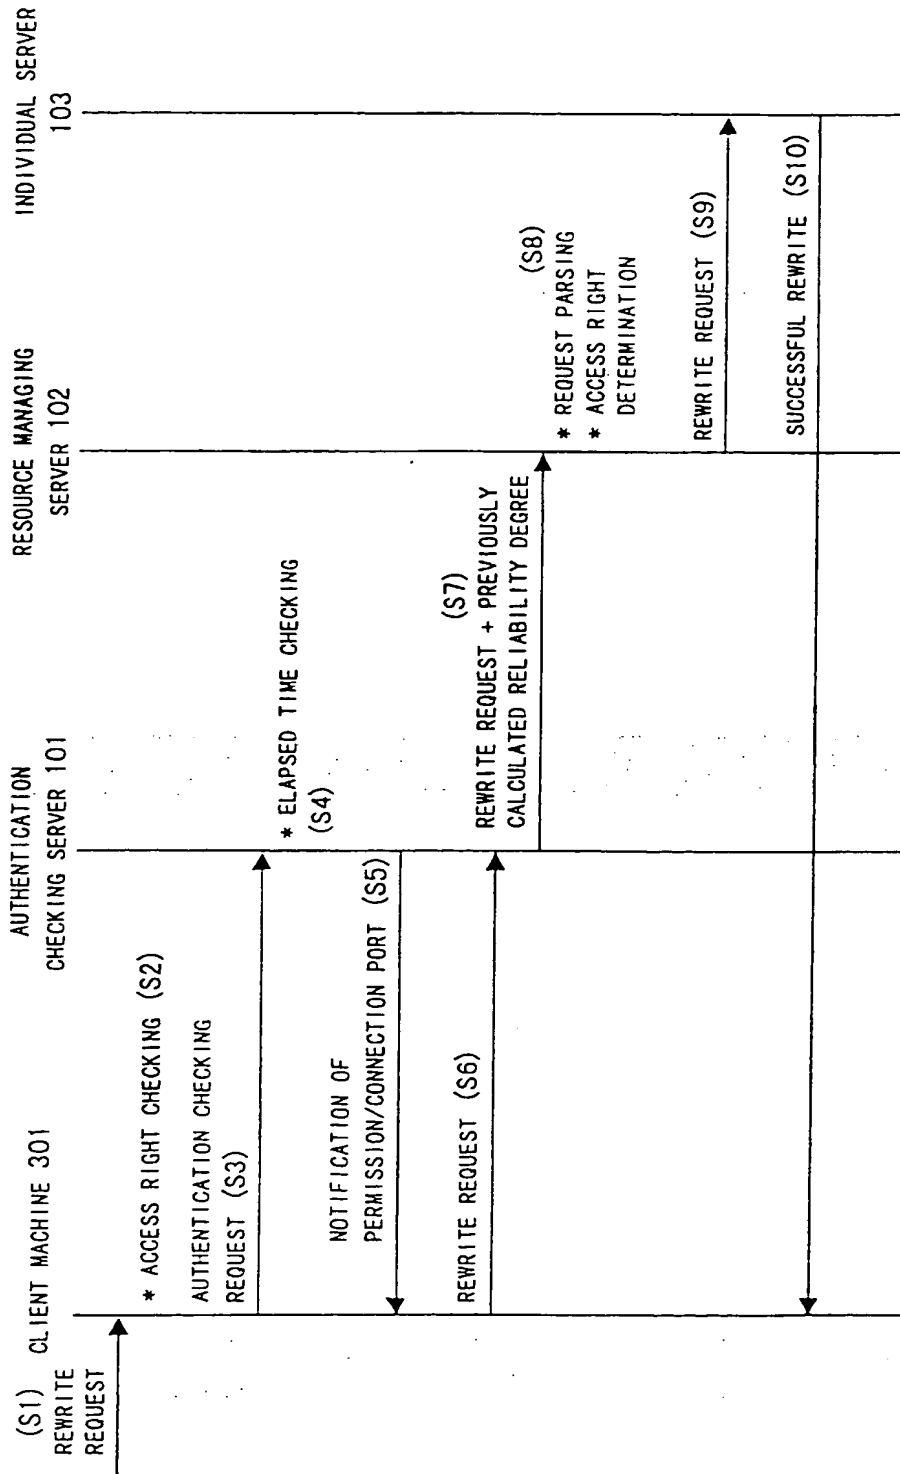 (S1)
REWRITE
REQUEST
CLIENT MACHINE 301
AUTHENTICATION
CHECKING SERVER 101
RESOURCE MANAGING
SERVER 102
INDIVIDUAL SERVER
103
* ACCESS RIGHT CHECKING (S2)
AUTHENTICATION CHECKING
REQUEST (S3)
* ELAPSED TIME CHECKING
(S4)
NOTIFICATION OF
PERMISSION/CONNECTION PORT (S5)
REWRITE REQUEST (S6)
(S7)
REWRITE REQUEST + PREVIOUSLY
CALCULATED RELIABILITY DEGREE
(S8)
* REQUEST PARSING
* ACCESS RIGHT
DETERMINATION
REWRITE REQUEST (S9)
SUCCESSFUL REWRITE (S10)